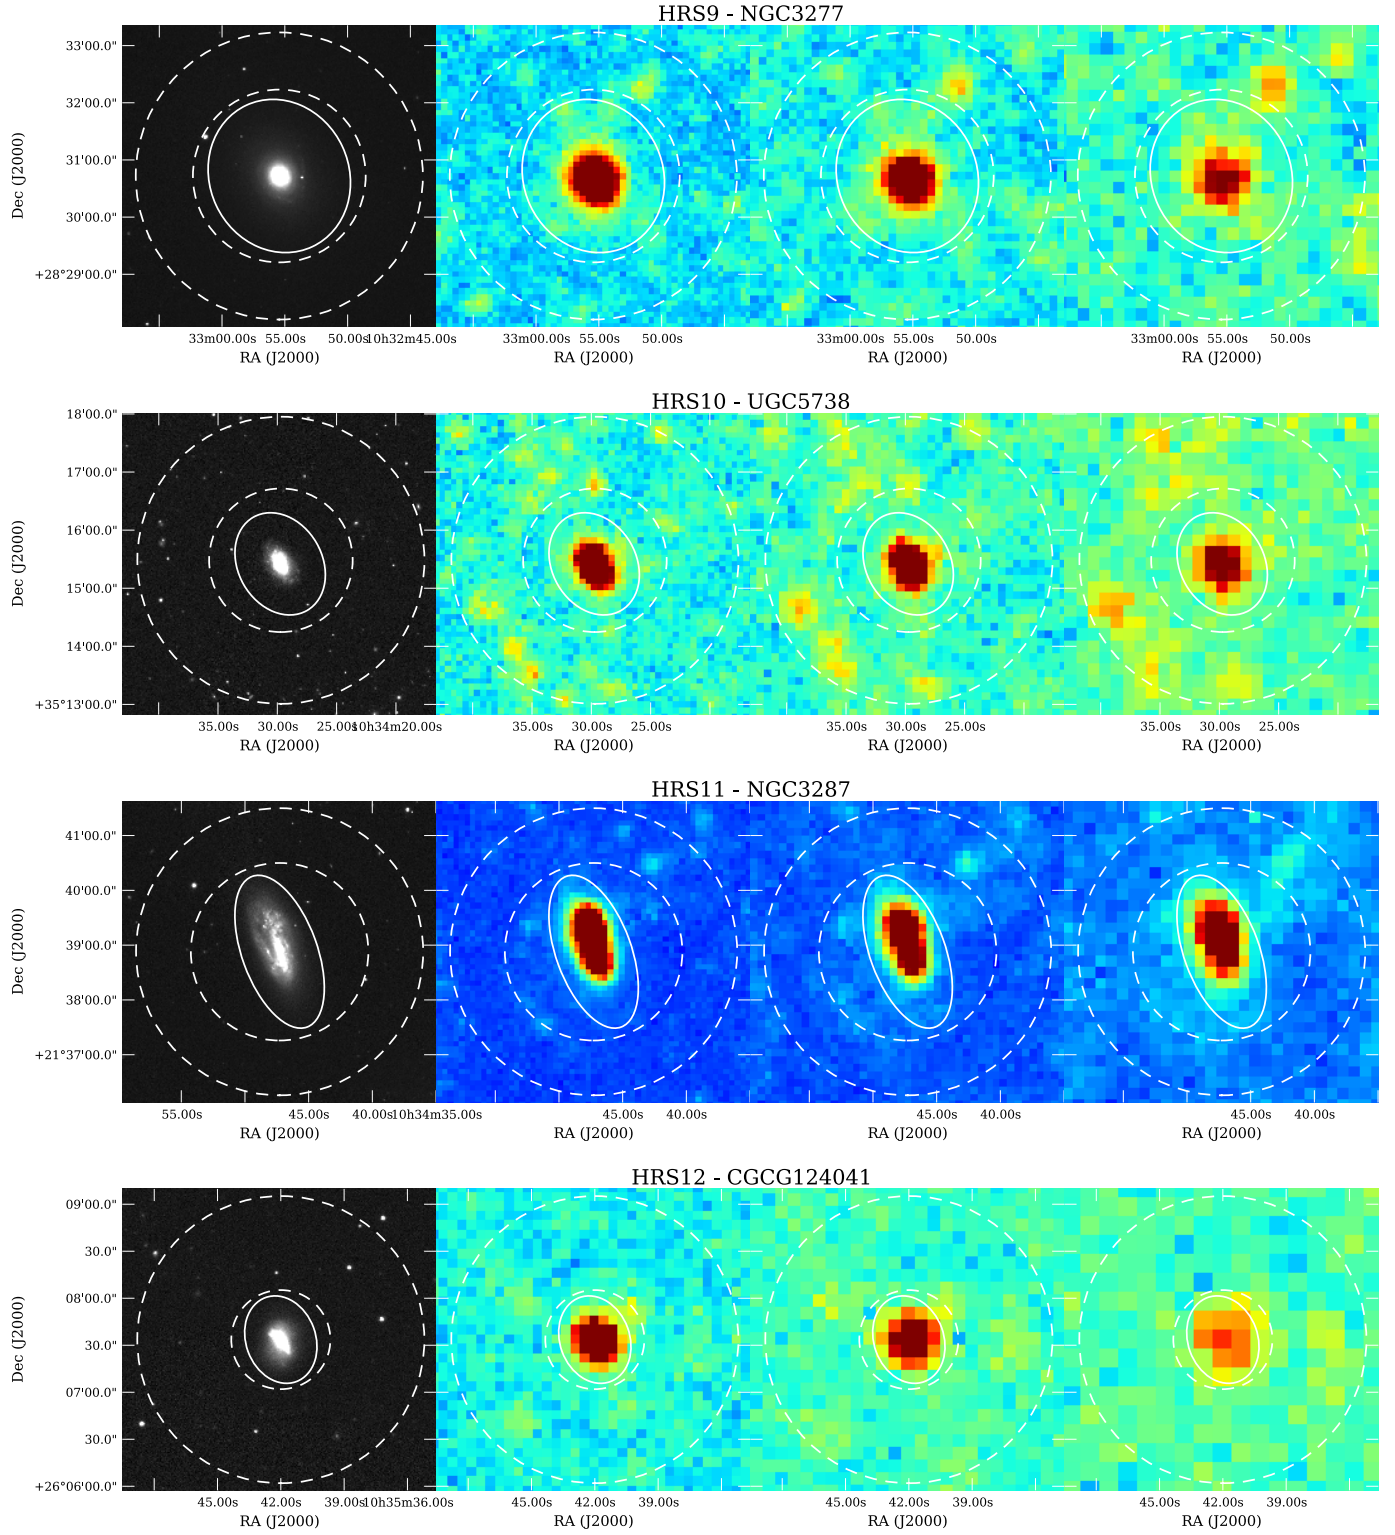 HRS9 - NGC3277
33'00.0"
32'00.0"
31'00.0"
30'00.0"
+28°29'00.0"
Dec (J2000)
33m00.00s 55.00s 50.00s 10h32m45.00s 33m00.00s 55.00s 50.00s 33m00.00s 55.00s 50.00s 33m00.00s 55.00s 50.00s
RA (J2000) RA (J2000) RA (J2000) RA (J2000)
HRS10 - UGC5738
18'00.0"
17'00.0"
16'00.0"
15'00.0"
14'00.0"
+35°13'00.0"
Dec (J2000)
35.00s 30.00s 25.00s 10h34m20.00s 35.00s 30.00s 25.00s 35.00s 30.00s 25.00s 35.00s 30.00s 25.00s
RA (J2000) RA (J2000) RA (J2000) RA (J2000)
HRS11 - NGC3287
41'00.0"
40'00.0"
39'00.0"
38'00.0"
+21°37'00.0"
Dec (J2000)
55.00s 45.00s 40.00s 10h34m35.00s 45.00s 40.00s 45.00s 40.00s 45.00s 40.00s
RA (J2000) RA (J2000) RA (J2000) RA (J2000)
HRS12 - CGCG124041
09'00.0"
30.0"
08'00.0"
30.0"
07'00.0"
30.0"
+26°06'00.0"
Dec (J2000)
45.00s 42.00s 39.00s 10h35m36.00s 45.00s 42.00s 39.00s 45.00s 42.00s 39.00s 45.00s 42.00s 39.00s
RA (J2000) RA (J2000) RA (J2000) RA (J2000)